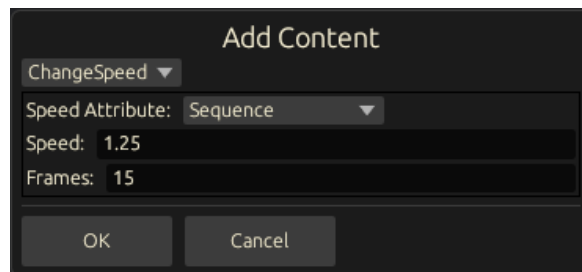 Add Content
ChangeSpeed
Speed Attribute: Sequence
Speed: 1.25
Frames: 15
OK Cancel